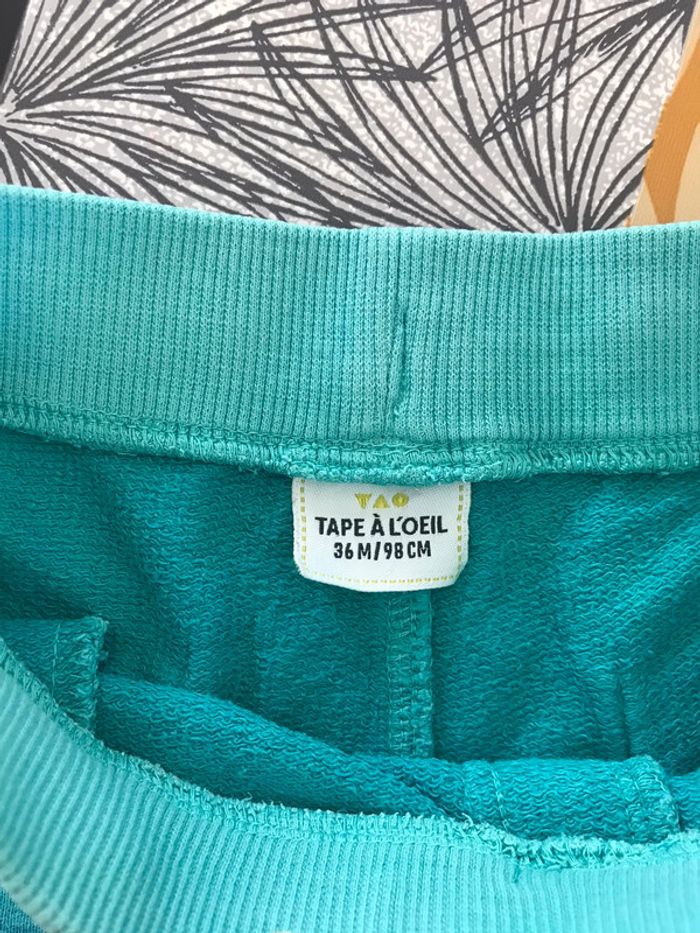 TAO
TAPE À L'OEIL
36M/98CM